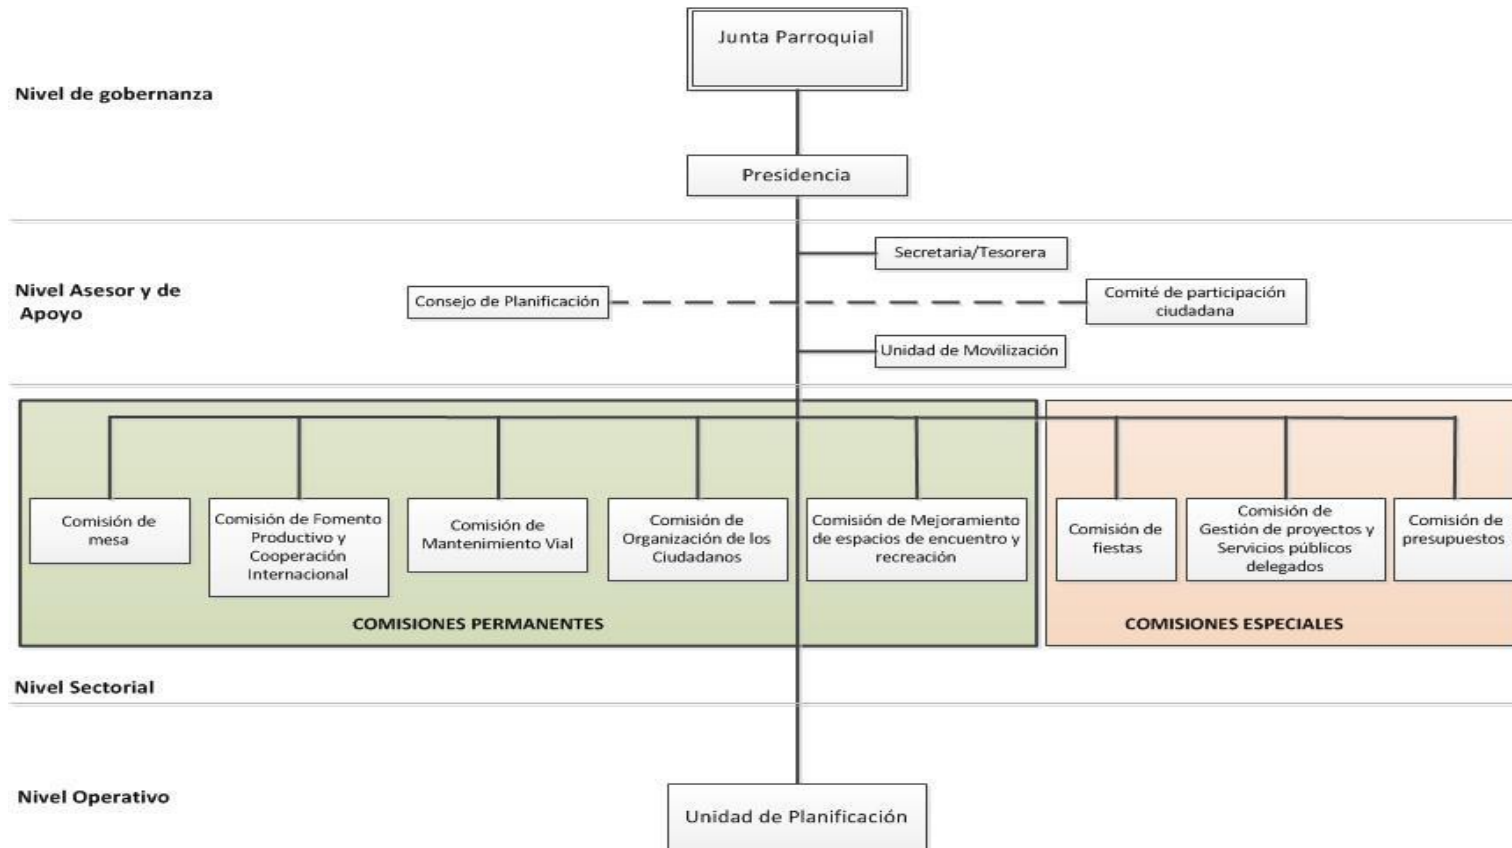 Junta Parroquial
Nivel de gobernanza
Presidencia
Secretaria/Tesorera
Nivel Asesor y de
Apoyo
Consejo de Planificación
Comité de participación
ciudadana
Unidad de Movilización
Comisión de
mesa
Comisión de Fomento
Productivo y
Cooperación
Internacional
Comisión de
Mantenimiento Vial
Comisión de
Organización de los
Ciudadanos
Comisión de Mejoramiento
de espacios de encuentro y
recreación
Comisión de
fiestas
Comisión de
Gestión de proyectos y
Servicios públicos
delegados
Comisión de
presupuestos
COMISIONES PERMANENTES
COMISIONES ESPECIALES
Nivel Sectorial
Nivel Operativo
Unidad de Planificación